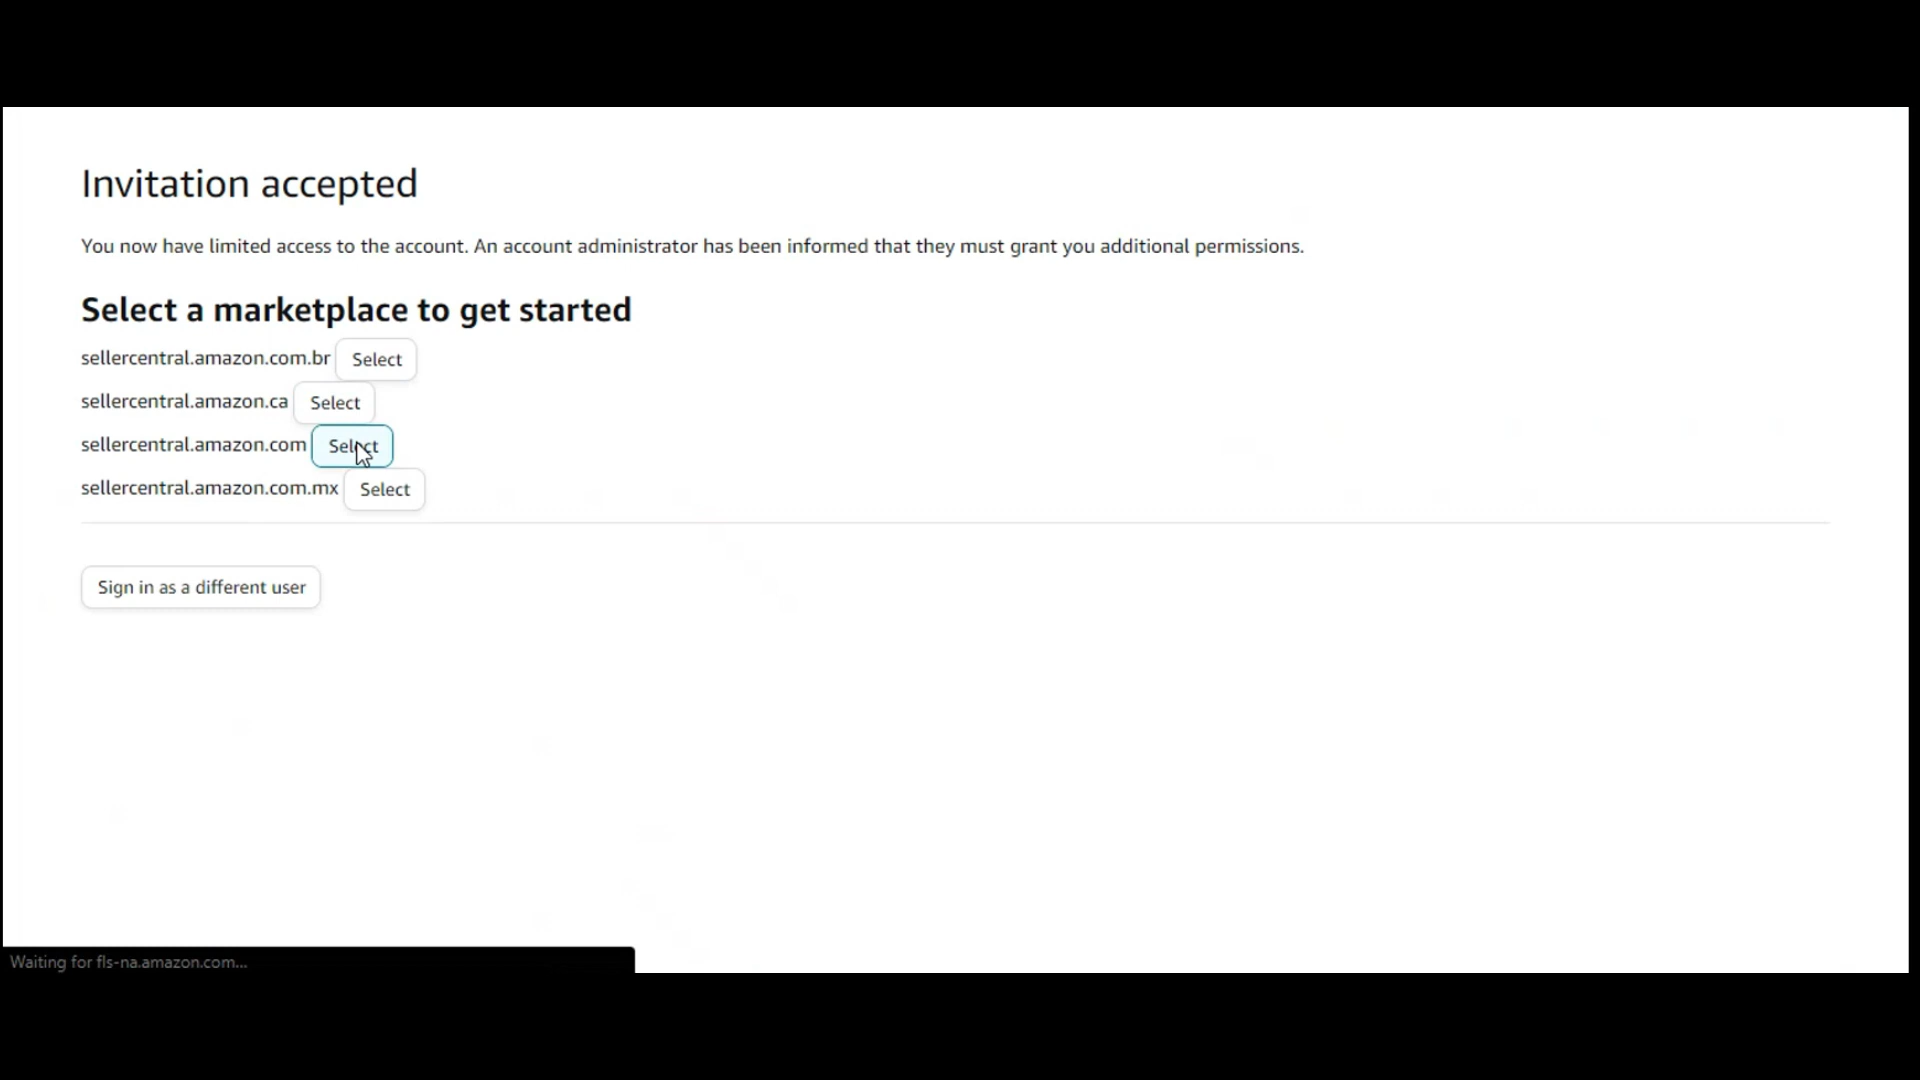 Invitation accepted
You now have limited access to the account. An account administrator has been informed that they must grant you additional permissions.
Select a marketplace to get started
sellercentral.amazon.com.br Select
sellercentral.amazon.ca Select
sellercentral.amazon.com Select
sellercentral.amazon.com.mx Select
Sign in as a different user
Waiting for fls-na.amazon.com...